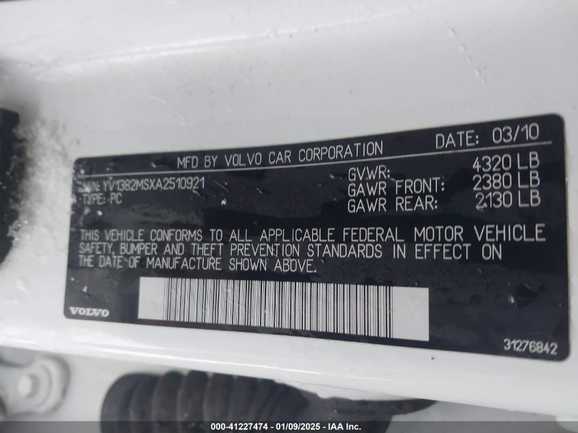 MFD BY VOLVO CAR CORPORATION DATE: 03/10
VIN: YV1382MSXA2510921
TYPE: PC
GVWR: 4320 LB
GAWR FRONT: 2380 LB
GAWR REAR: 2130 LB
THIS VEHICLE CONFORMS TO ALL APPLICABLE FEDERAL MOTOR VEHICLE
SAFETY, BUMPER AND THEFT PREVENTION STANDARDS IN EFFECT ON
THE DATE OF MANUFACTURE SHOWN ABOVE.
VOLVO
31276842
000-41227474 | 01/09/2025 | IAA Inc.